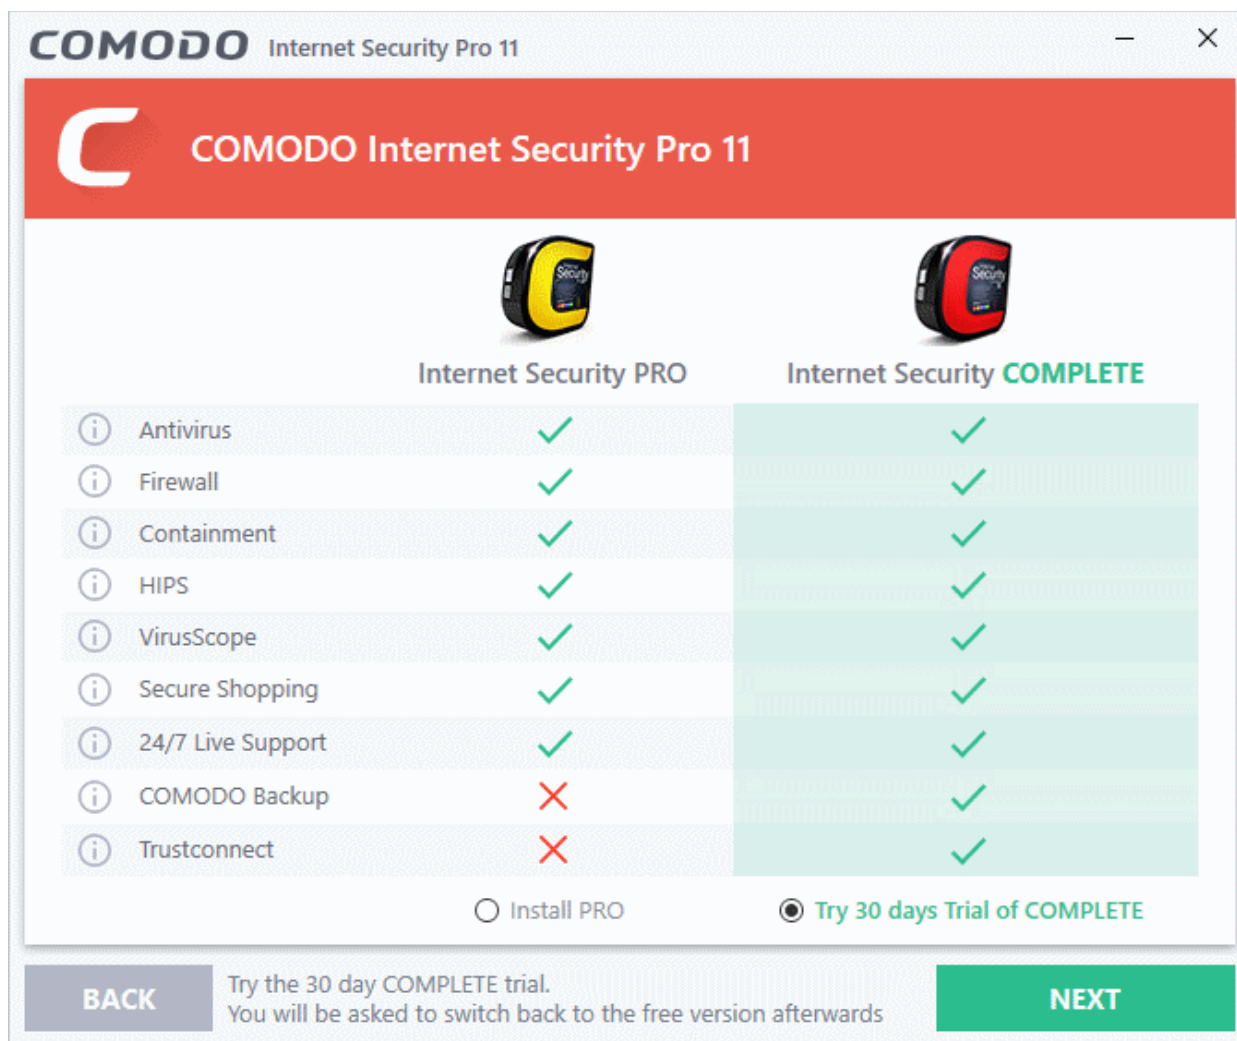 COMODO Internet Security Pro 11
COMODO Internet Security Pro 11
Security
Security
Internet Security PRO
Internet Security COMPLETE
Antivirus
Firewall
Containment
HIPS
VirusScope
Secure Shopping
24/7 Live Support
COMODO Backup
Trustconnect
Install PRO
Try 30 days Trial of COMPLETE
BACK
Try the 30 day COMPLETE trial.
You will be asked to switch back to the free version afterwards
NEXT